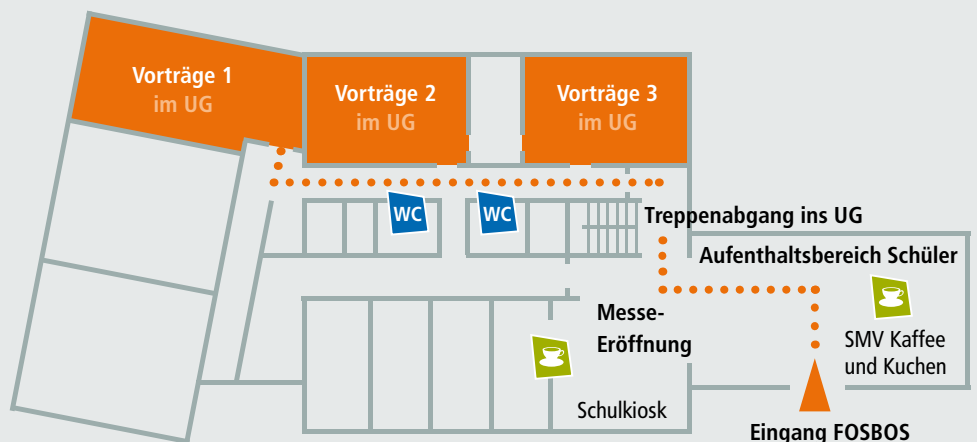 Vorträge 1
im UG
Vorträge 2
im UG
Vorträge 3
im UG
WC
WC
Treppenabgang ins UG
Aufenthaltsbereich Schüler
Messe-
Eröffnung
SMV Kaffee
und Kuchen
Schulkiosk
Eingang FOSBOS